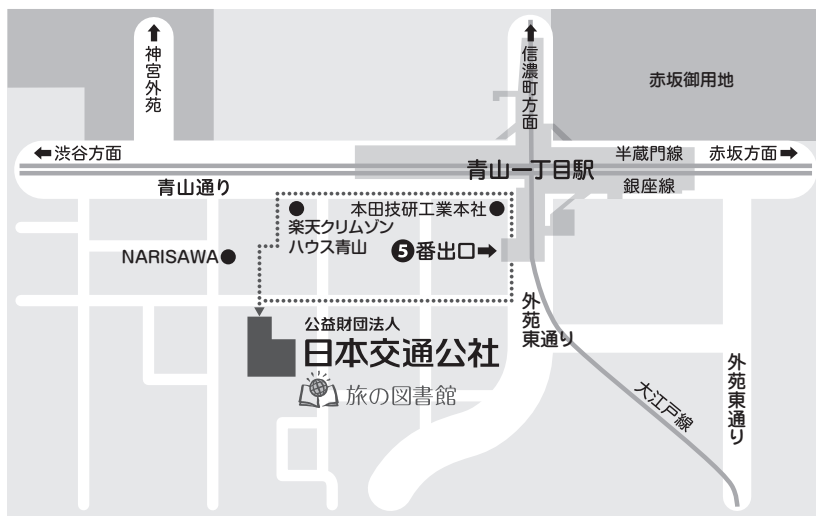 神宮外苑
信濃町方面
赤坂御用地
渋谷方面
半蔵門線
赤坂方面
青山一丁目駅
青山通り
銀座線
本田技研工業本社
楽天クリムゾン
ハウス青山
NARISAWA
5番出口
外苑
東通り
公益財団法人
日本交通公社
旅の図書館
大江戸線
外苑東通り